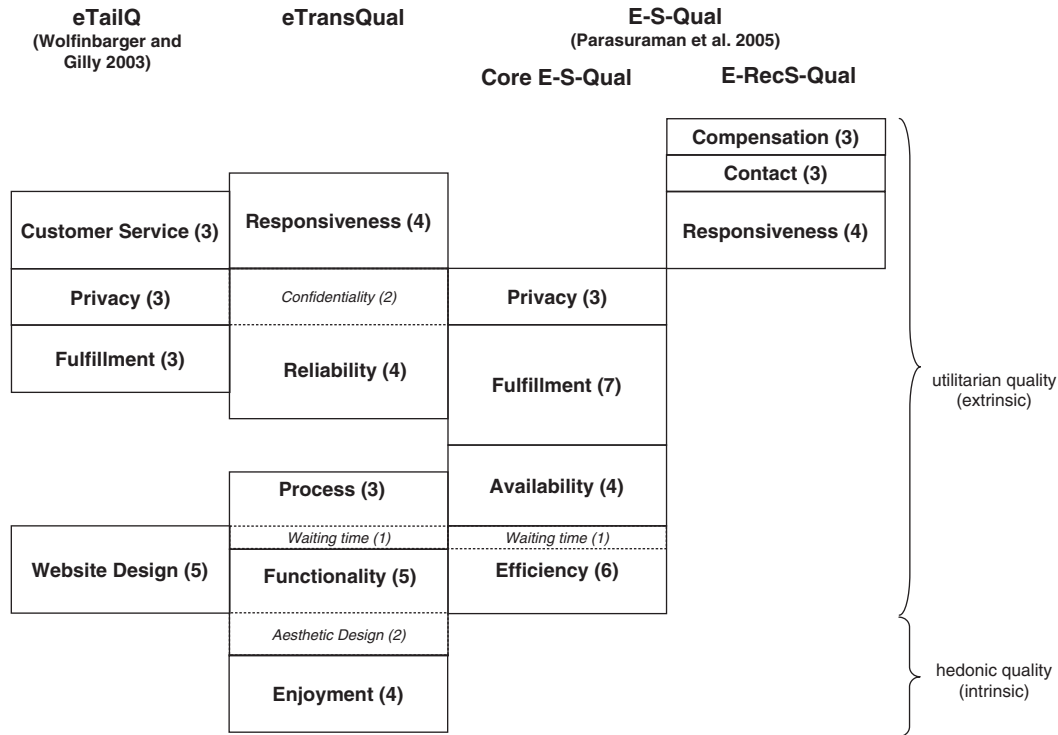 eTailQ
(Wolfinbarger and
Gilly 2003)
eTransQual
E-S-Qual
(Parasuraman et al. 2005)
Core E-S-Qual
E-RecS-Qual
Compensation (3)
Contact (3)
Customer Service (3)
Responsiveness (4)
Responsiveness (4)
Privacy (3)
Confidentiality (2)
Privacy (3)
Fulfillment (3)
Reliability (4)
Fulfillment (7)
utilitarian quality
(extrinsic)
Process (3)
Availability (4)
Waiting time (1)
Waiting time (1)
Website Design (5)
Functionality (5)
Efficiency (6)
Aesthetic Design (2)
Enjoyment (4)
hedonic quality
(intrinsic)